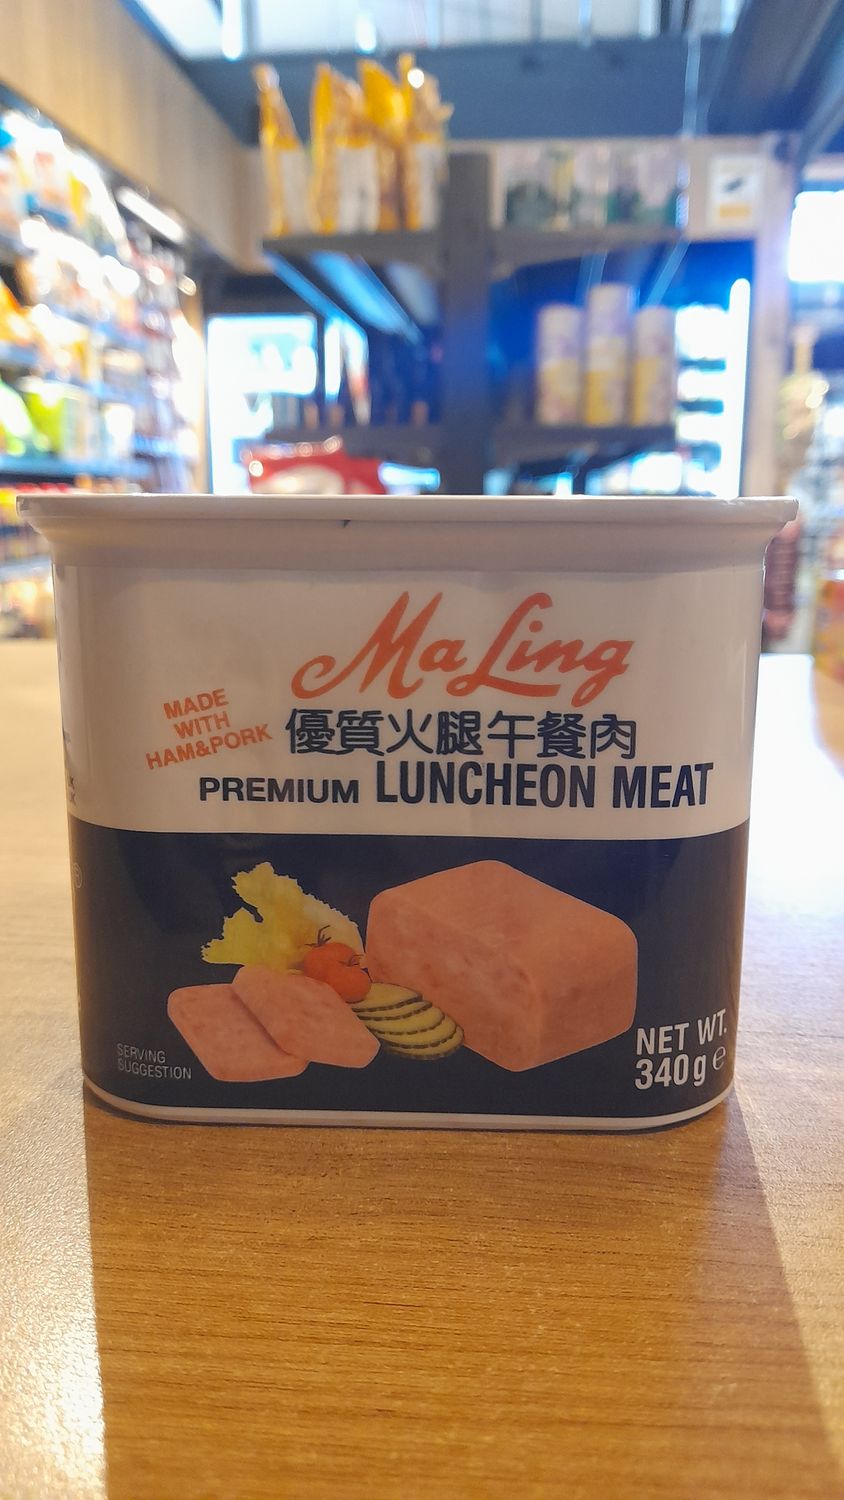 Ma Ling
MADE
WITH
HAM&PORK
優質火腿午餐肉
PREMIUM LUNCHEON MEAT
SERVING
SUGGESTION
NET WT.
340g e